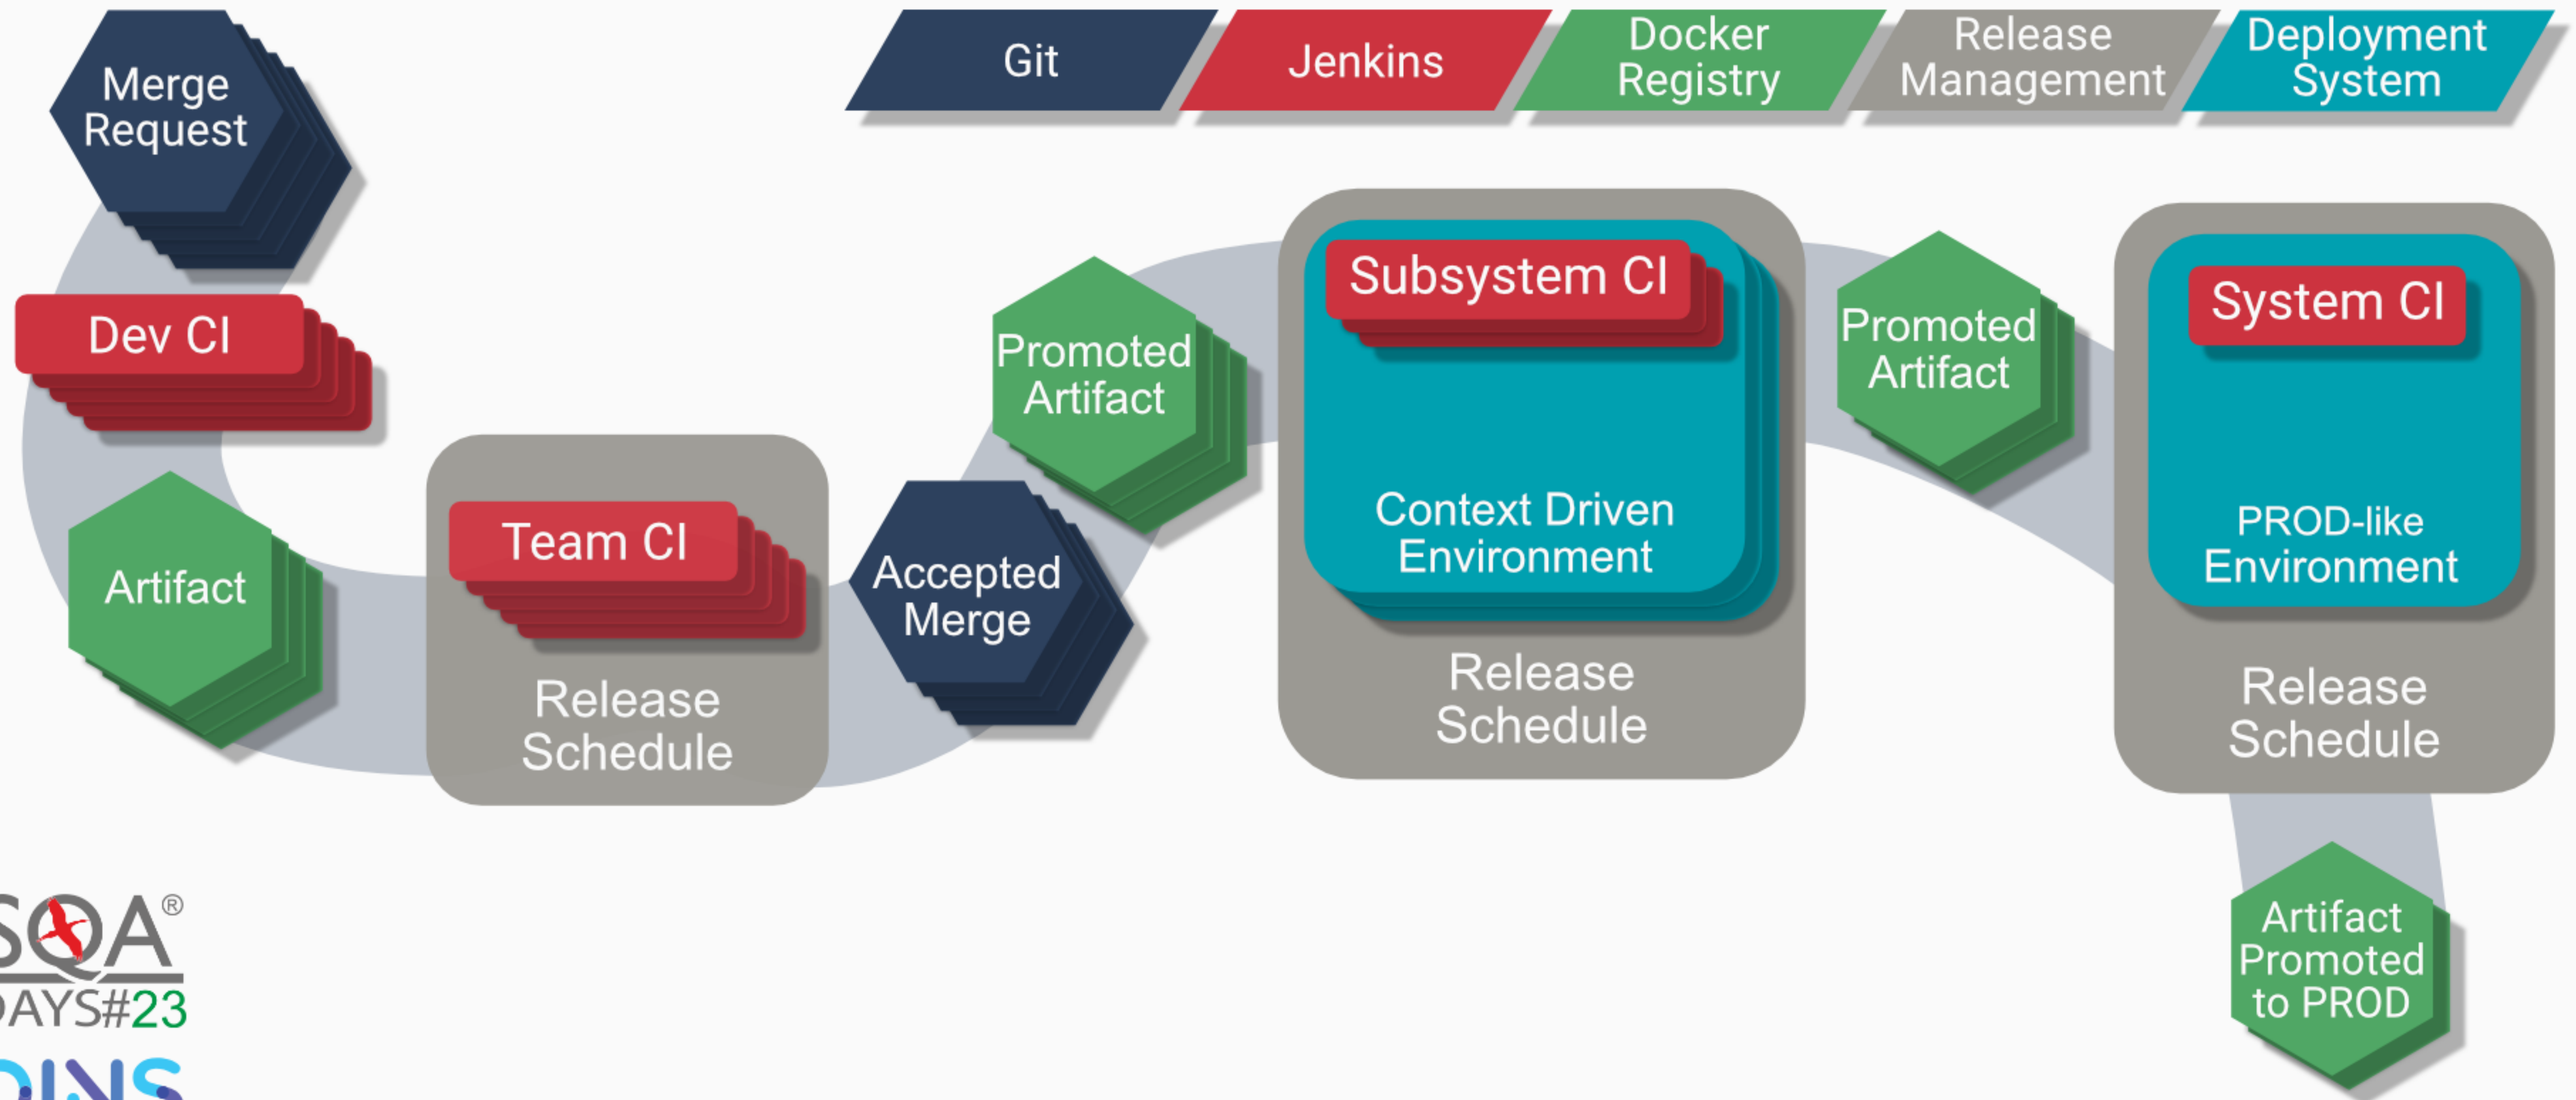 Merge
Request
Git
Jenkins
Docker
Registry
Release
Management
Deployment
System
Dev CI
Artifact
Team CI
Release
Schedule
Accepted
Merge
Promoted
Artifact
Subsystem CI
Context Driven
Environment
Release
Schedule
Promoted
Artifact
System CI
PROD-like
Environment
Release
Schedule
Artifact
Promoted
to PROD
SQA®
DAYS#23
DINS